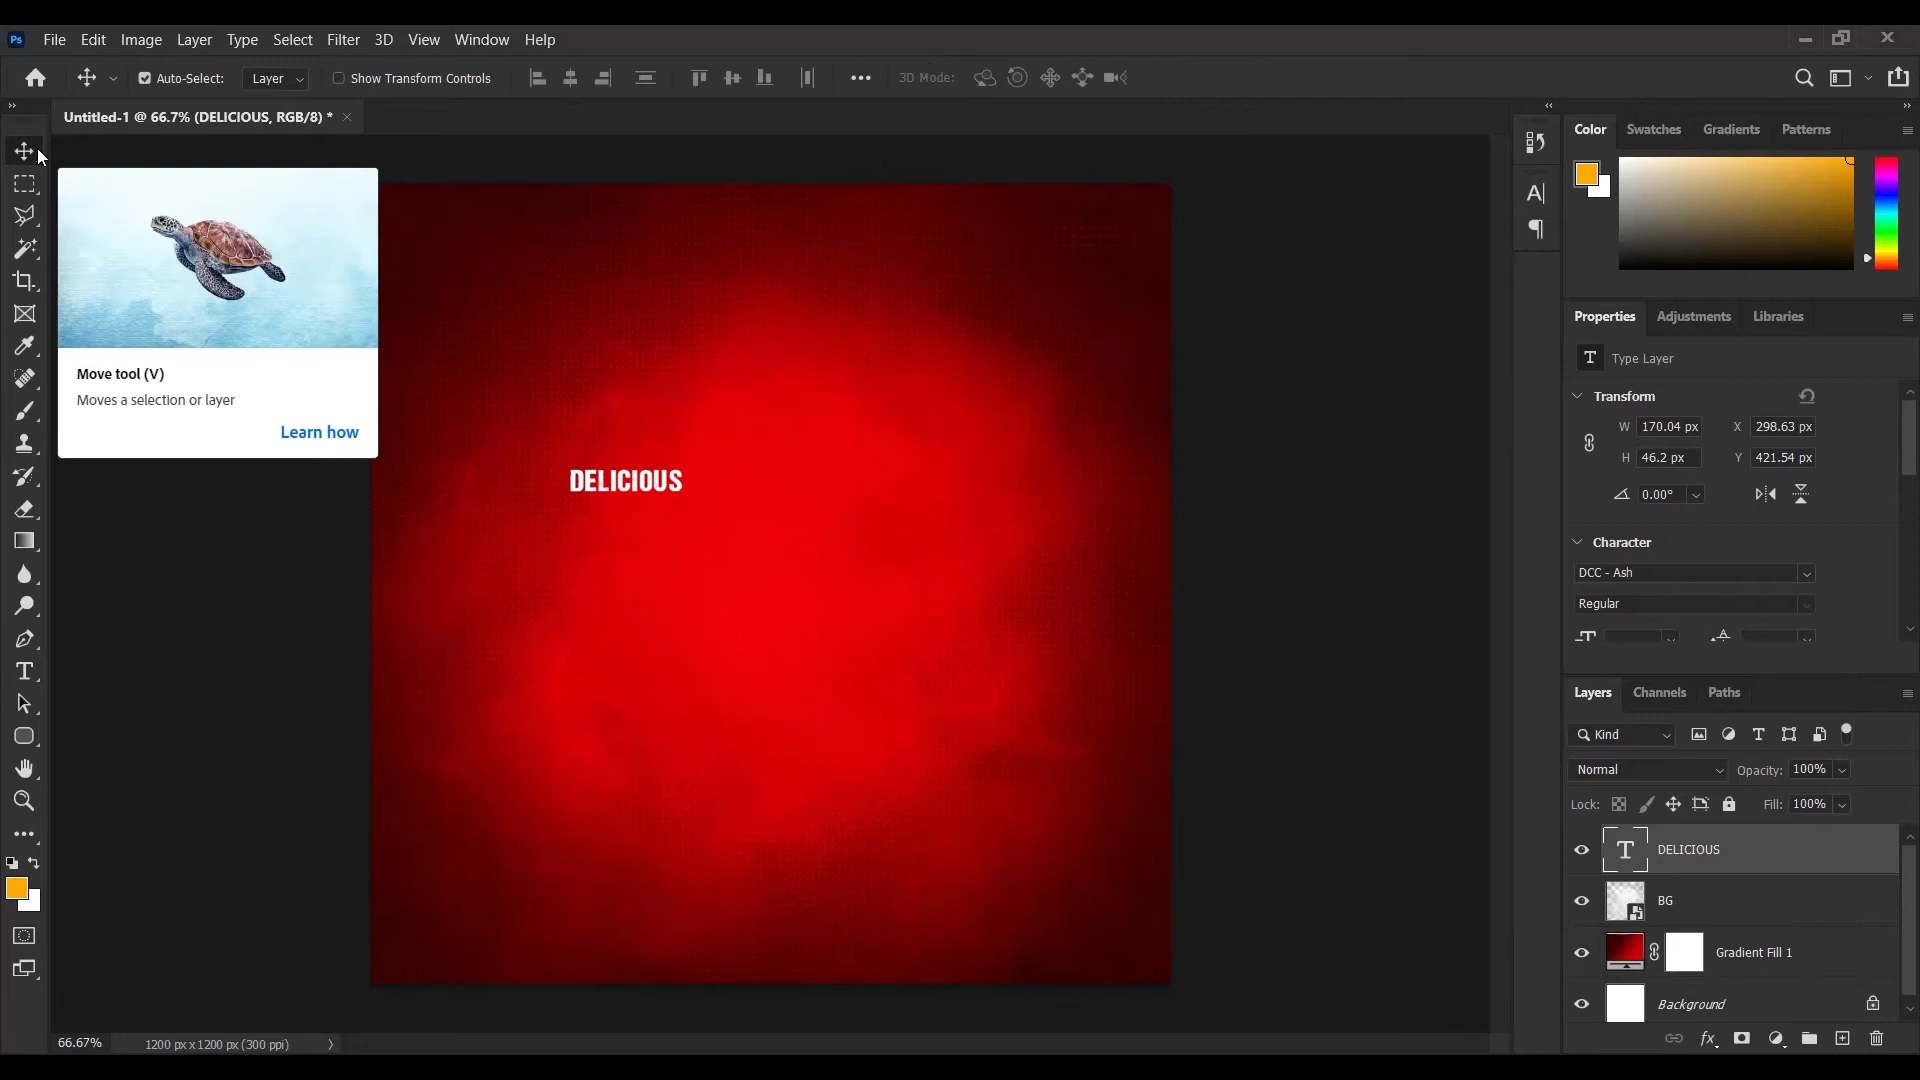 Ps File Edit Image Layer Type Select Filter 3D View Window Help
Auto-Select: Layer Show Transform Controls 3D Mode:
Untitled-1 @ 66.7% (DELICIOUS, RGB/8) *
Move tool (V)
Moves a selection or layer
Learn how
DELICIOUS
66.67% 1200 px x 1200 px (300 ppi)
Color Swatches Gradients Patterns
Properties Adjustments Libraries
T Type Layer
Transform
W 170.04 px X 298.63 px
H 46.2 px Y 421.54 px
0.00°
Character
DCC - Ash
Regular
Layers Channels Paths
Kind
Normal Opacity: 100%
Lock: Fill: 100%
T DELICIOUS
BG
Gradient Fill 1
Background
fx